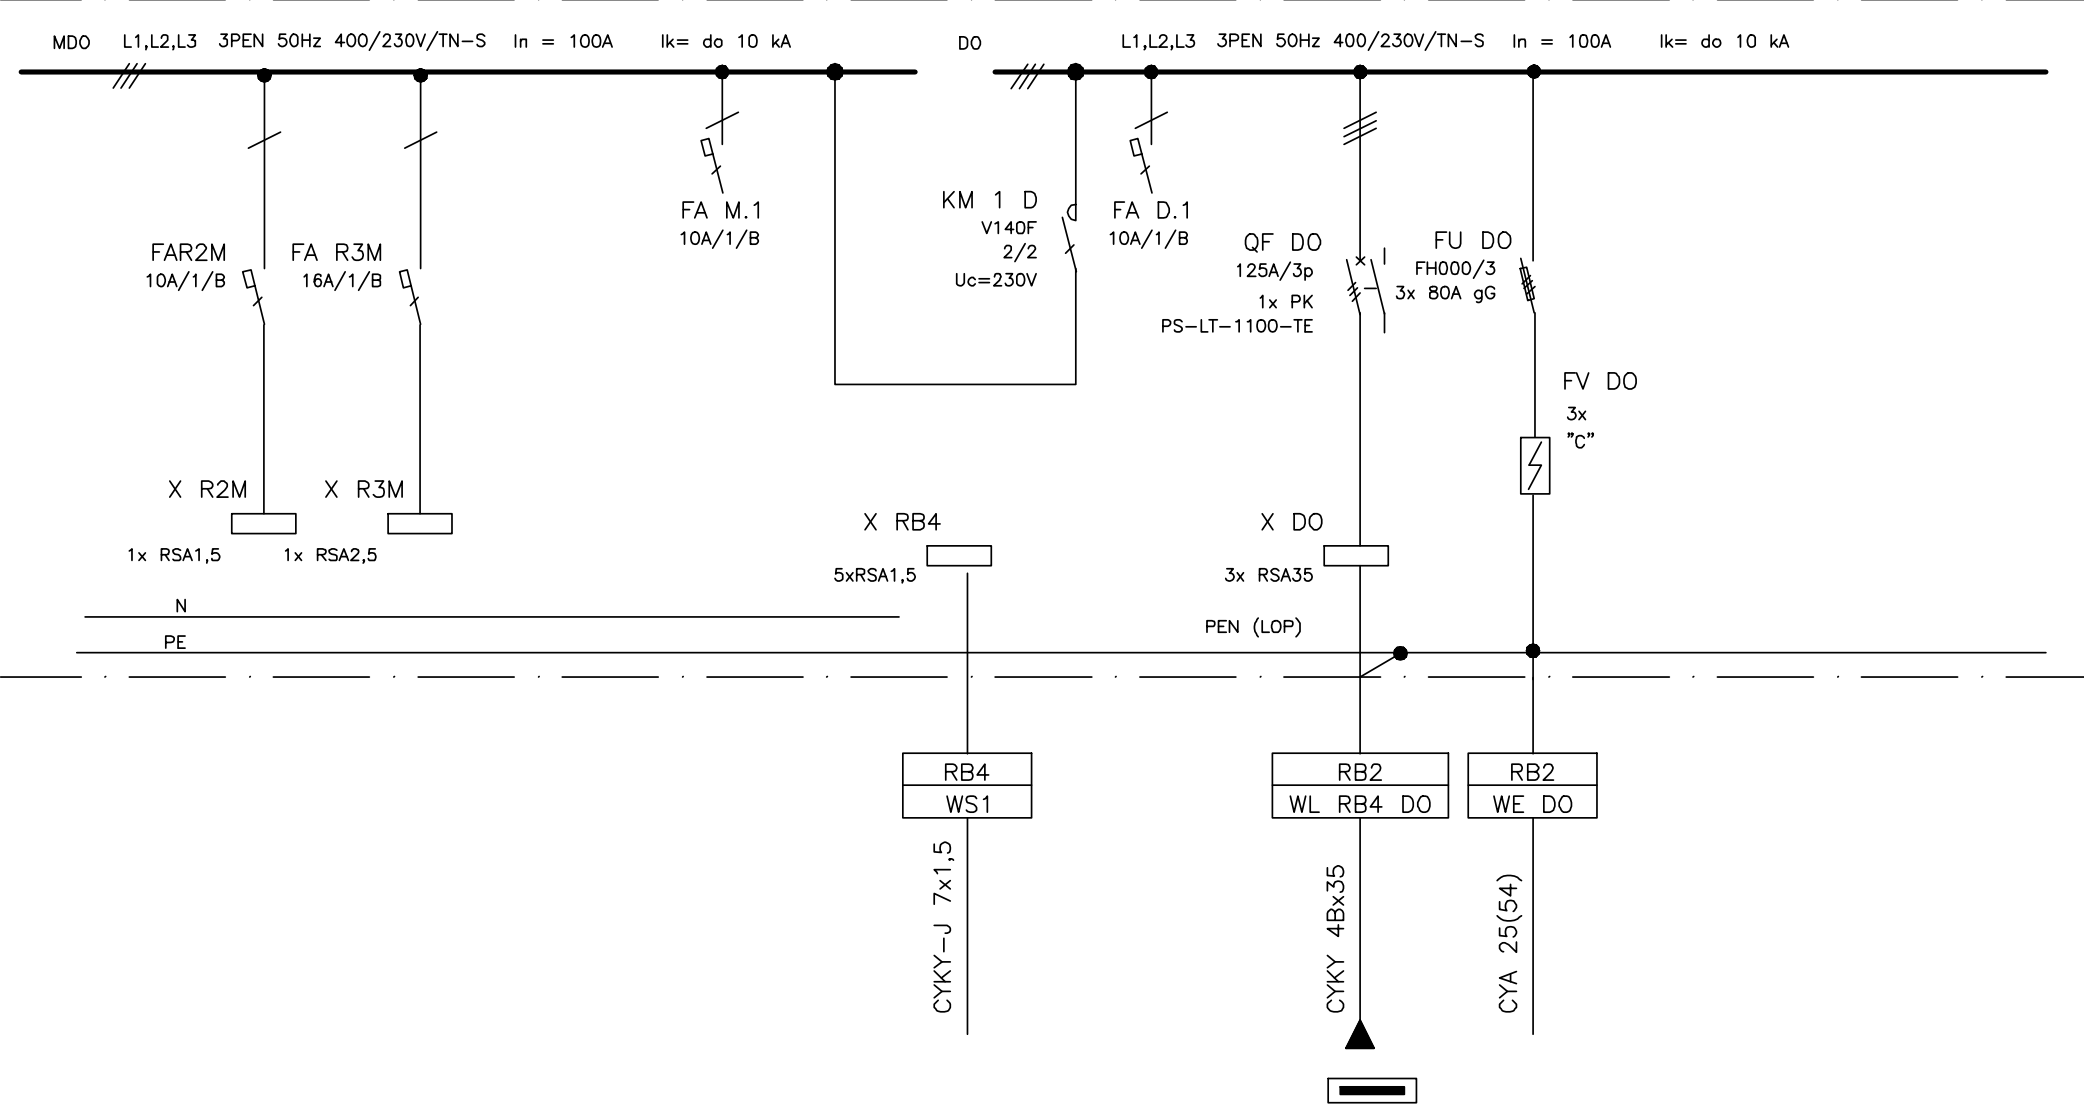 MDO L1,L2,L3 3PEN 50Hz 400/230V/TN-S In = 100A Ik= do 10 kA
DO L1,L2,L3 3PEN 50Hz 400/230V/TN-S In = 100A Ik= do 10 kA
FAR2M
10A/1/B
FA R3M
16A/1/B
FA M.1
10A/1/B
KM 1 D
V140F
2/2
Uc=230V
FA D.1
10A/1/B
QF DO
125A/3p
1x PK
PS-LT-1100-TE
FU DO
FH000/3
3x 80A gG
FV DO
3x
"C"
X R2M
1x RSA1,5
X R3M
1x RSA2,5
X RB4
5xRSA1,5
X DO
3x RSA35
N
PE
PEN (LOP)
RB4
WS1
CYKY-J 7x1,5
RB2
WL RB4 DO
CYKY 4Bx35
RB2
WE DO
CYA 25(54)